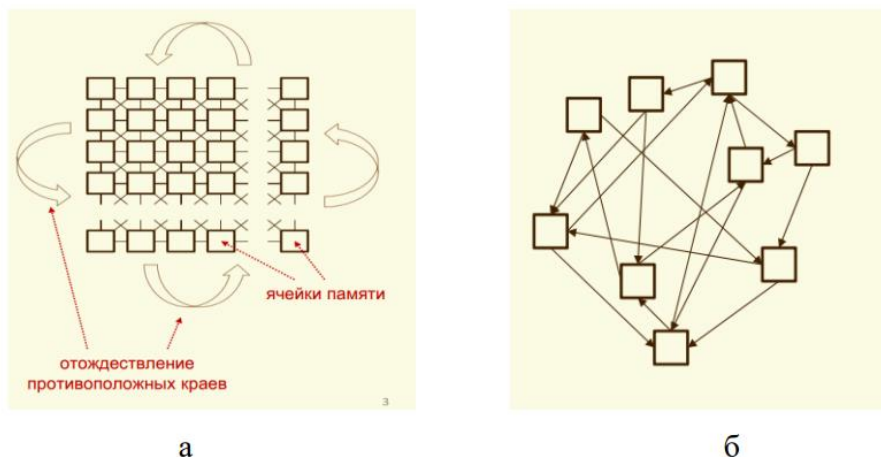 ячейки памяти
отождествление
противоположных краев
3
а
б